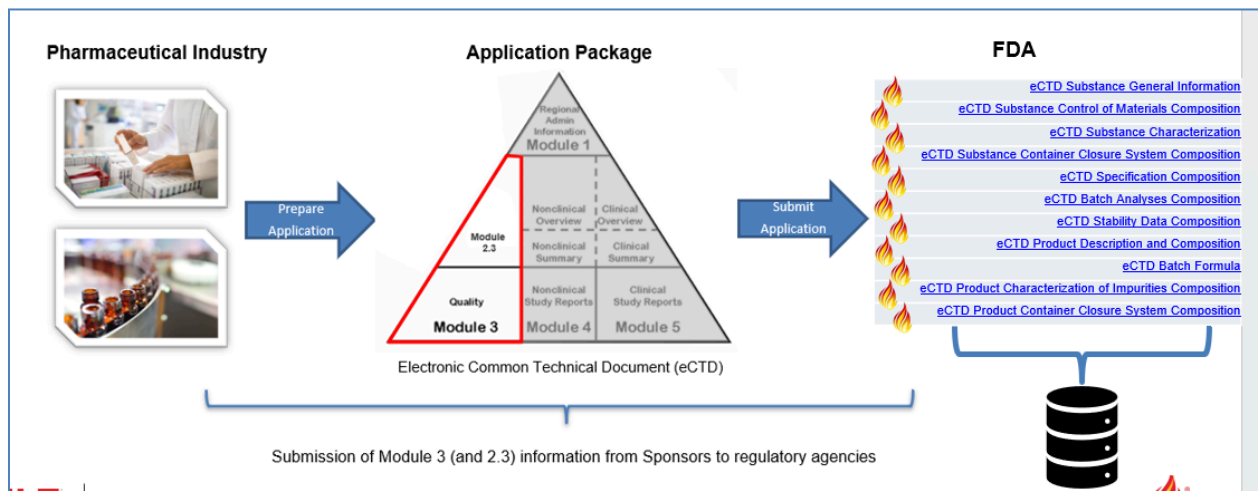 Pharmaceutical Industry
Application Package
FDA
Prepare
Application
Regional
Admin
Information
Module 1
Nonclinical
Overview
Clinical
Overview
Module
2.3
Nonclinical
Summary
Clinical
Summary
Quality
Module 3
Nonclinical
Study Reports
Module 4
Clinical
Study Reports
Module 5
Electronic Common Technical Document (eCTD)
Submit
Application
eCTD Substance General Information
eCTD Substance Control of Materials Composition
eCTD Substance Characterization
eCTD Substance Container Closure System Composition
eCTD Specification Composition
eCTD Batch Analyses Composition
eCTD Stability Data Composition
eCTD Product Description and Composition
eCTD Batch Formula
eCTD Product Characterization of Impurities Composition
eCTD Product Container Closure System Composition
Submission of Module 3 (and 2.3) information from Sponsors to regulatory agencies